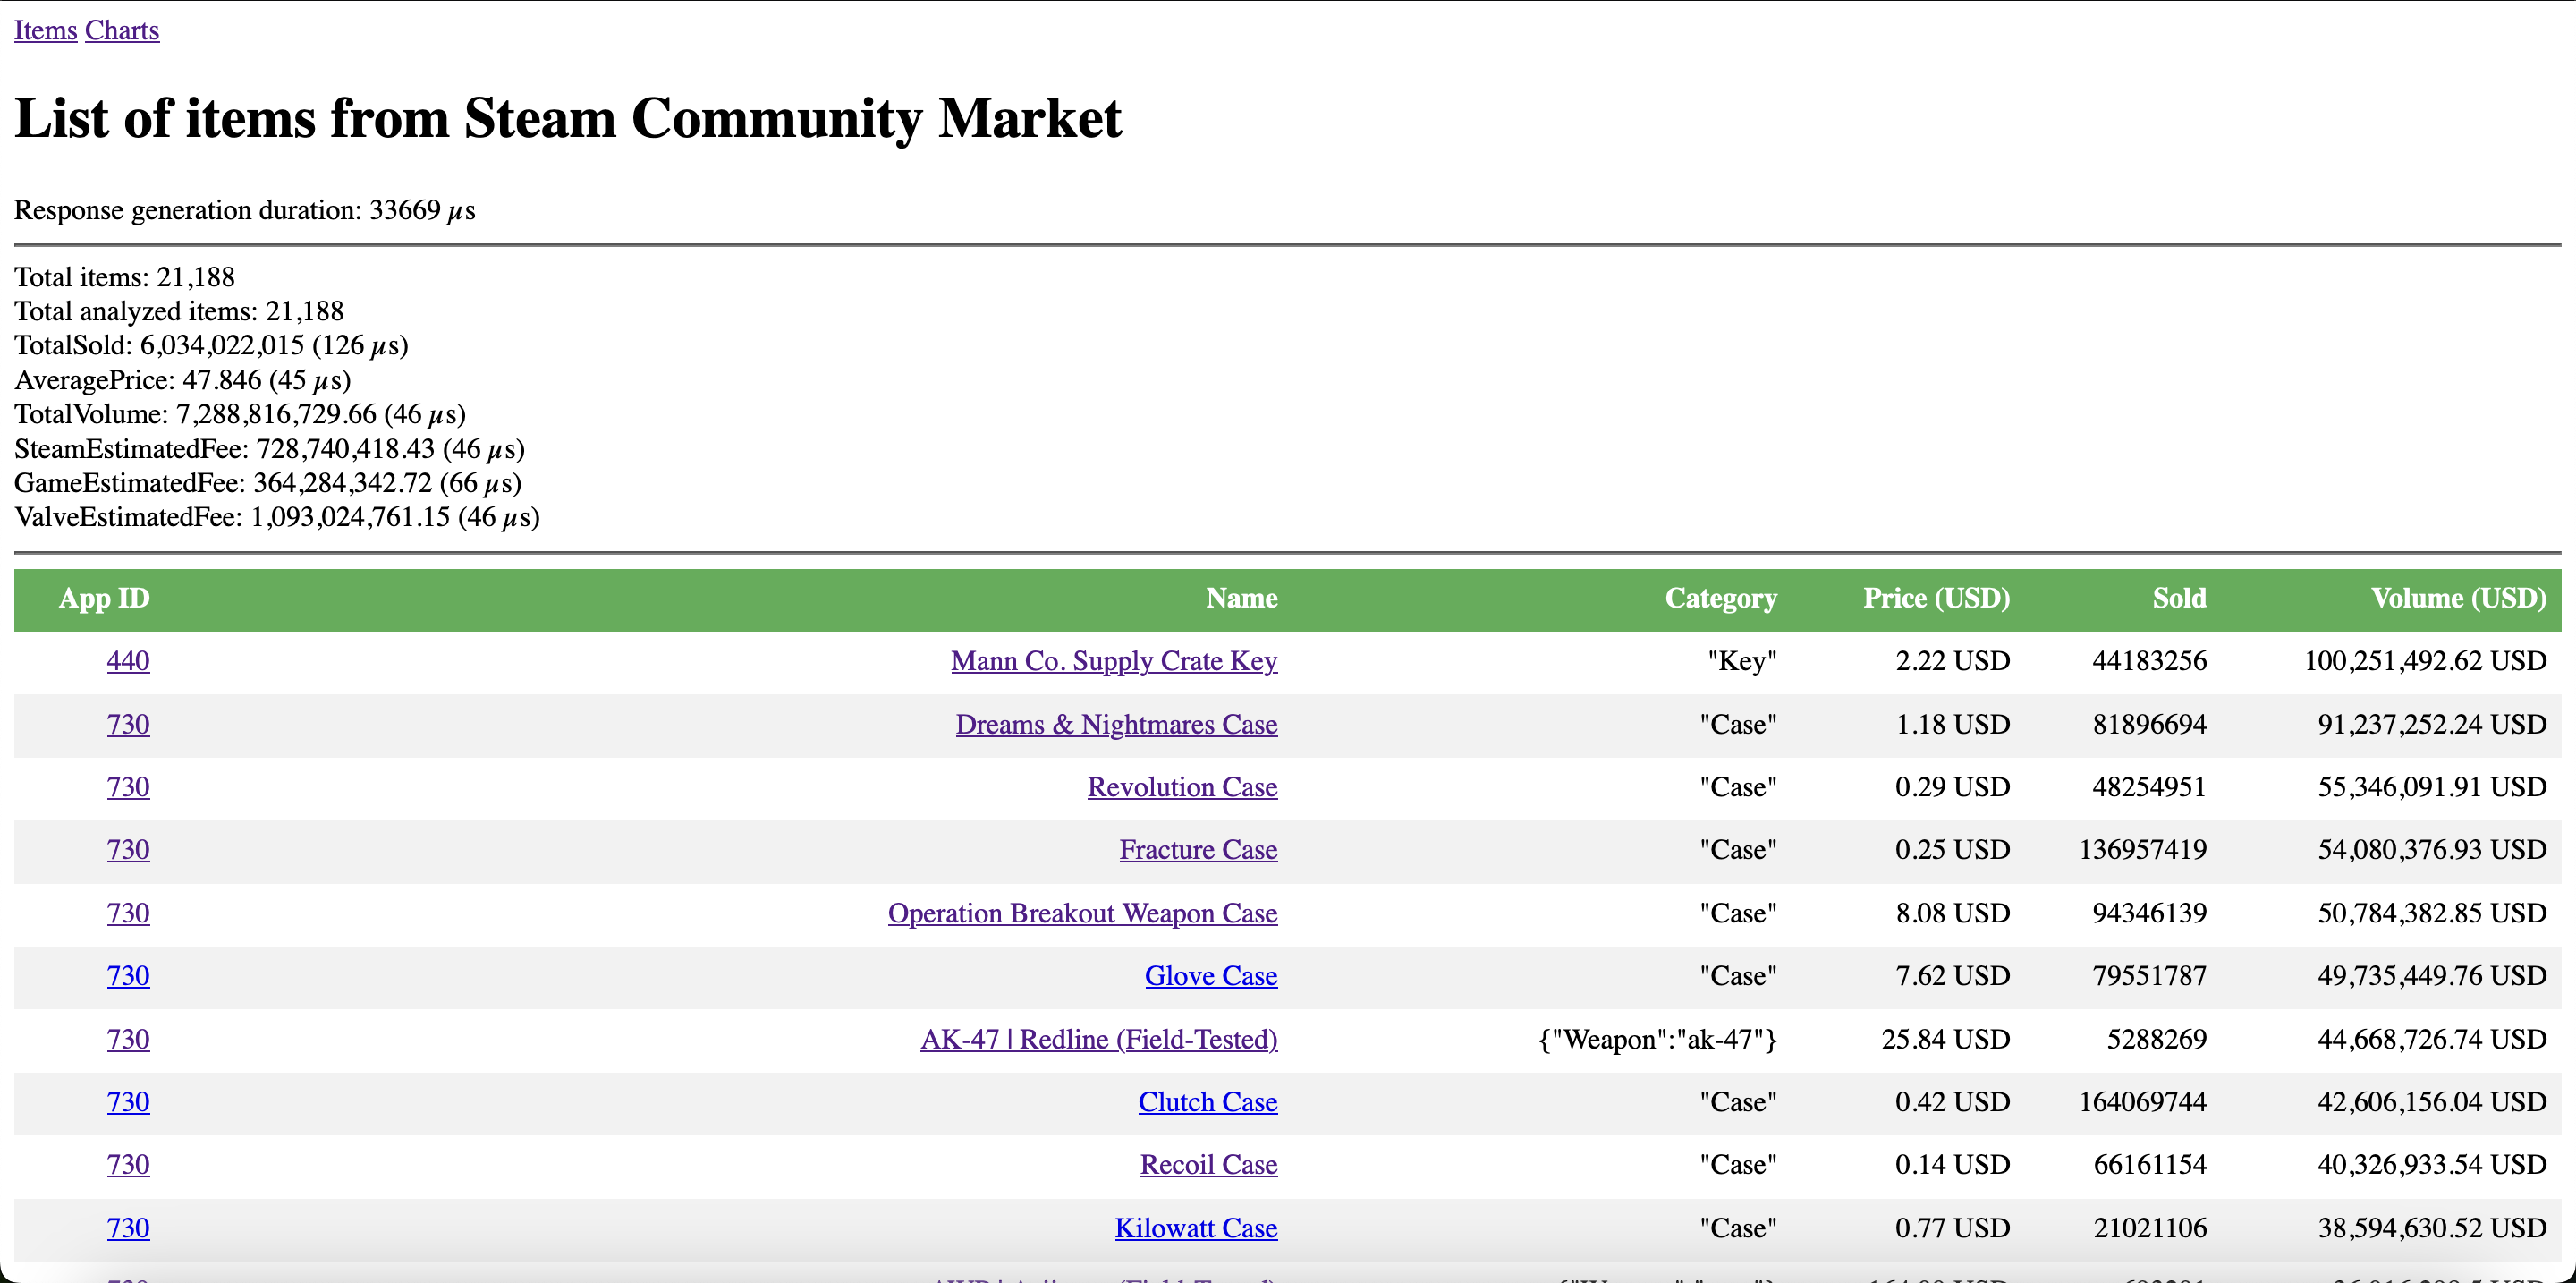 Items Charts
List of items from Steam Community Market
Response generation duration: 33669 µs
Total items: 21,188
Total analyzed items: 21,188
TotalSold: 6,034,022,015 (126 µs)
AveragePrice: 47.846 (45 µs)
TotalVolume: 7,288,816,729.66 (46 µs)
SteamEstimatedFee: 728,740,418.43 (46 µs)
GameEstimatedFee: 364,284,342.72 (66 µs)
ValveEstimatedFee: 1,093,024,761.15 (46 µs)
App ID Name Category Price (USD) Sold Volume (USD)
440 Mann Co. Supply Crate Key "Key" 2.22 USD 44183256 100,251,492.62 USD
730 Dreams & Nightmares Case "Case" 1.18 USD 81896694 91,237,252.24 USD
730 Revolution Case "Case" 0.29 USD 48254951 55,346,091.91 USD
730 Fracture Case "Case" 0.25 USD 136957419 54,080,376.93 USD
730 Operation Breakout Weapon Case "Case" 8.08 USD 94346139 50,784,382.85 USD
730 Glove Case "Case" 7.62 USD 79551787 49,735,449.76 USD
730 AK-47 | Redline (Field-Tested) {"Weapon":"ak-47"} 25.84 USD 5288269 44,668,726.74 USD
730 Clutch Case "Case" 0.42 USD 164069744 42,606,156.04 USD
730 Recoil Case "Case" 0.14 USD 66161154 40,326,933.54 USD
730 Kilowatt Case "Case" 0.77 USD 21021106 38,594,630.52 USD